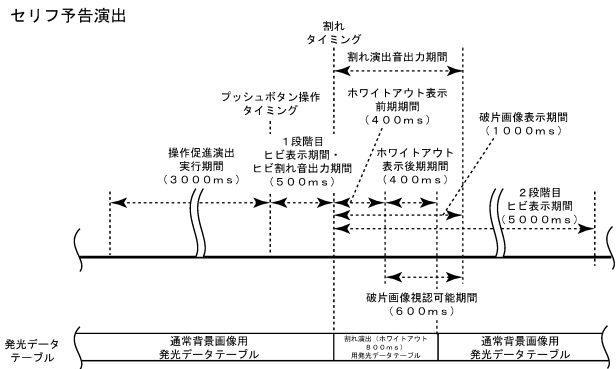 セリフ予告演出
割れ
タイミング
割れ演出音出力期間
プッシュボタン操作
タイミング
ホワイトアウト表示
前期期間
(400ms)
破片画像表示期間
(1000ms)
操作促進演出
実行期間
(3000ms)
1段階目
ヒビ表示期間・
ヒビ割れ音出力期間
(500ms)
ホワイトアウト
表示後期期間
(400ms)
2段階目
ヒビ表示期間
(5000ms)
破片画像視認可能期間
(600ms)
発光データ
テーブル
通常背景画像用
発光データテーブル
割れ演出(ホワイトアウト
800ms)
用発光データテーブル
通常背景画像用
発光データテーブル